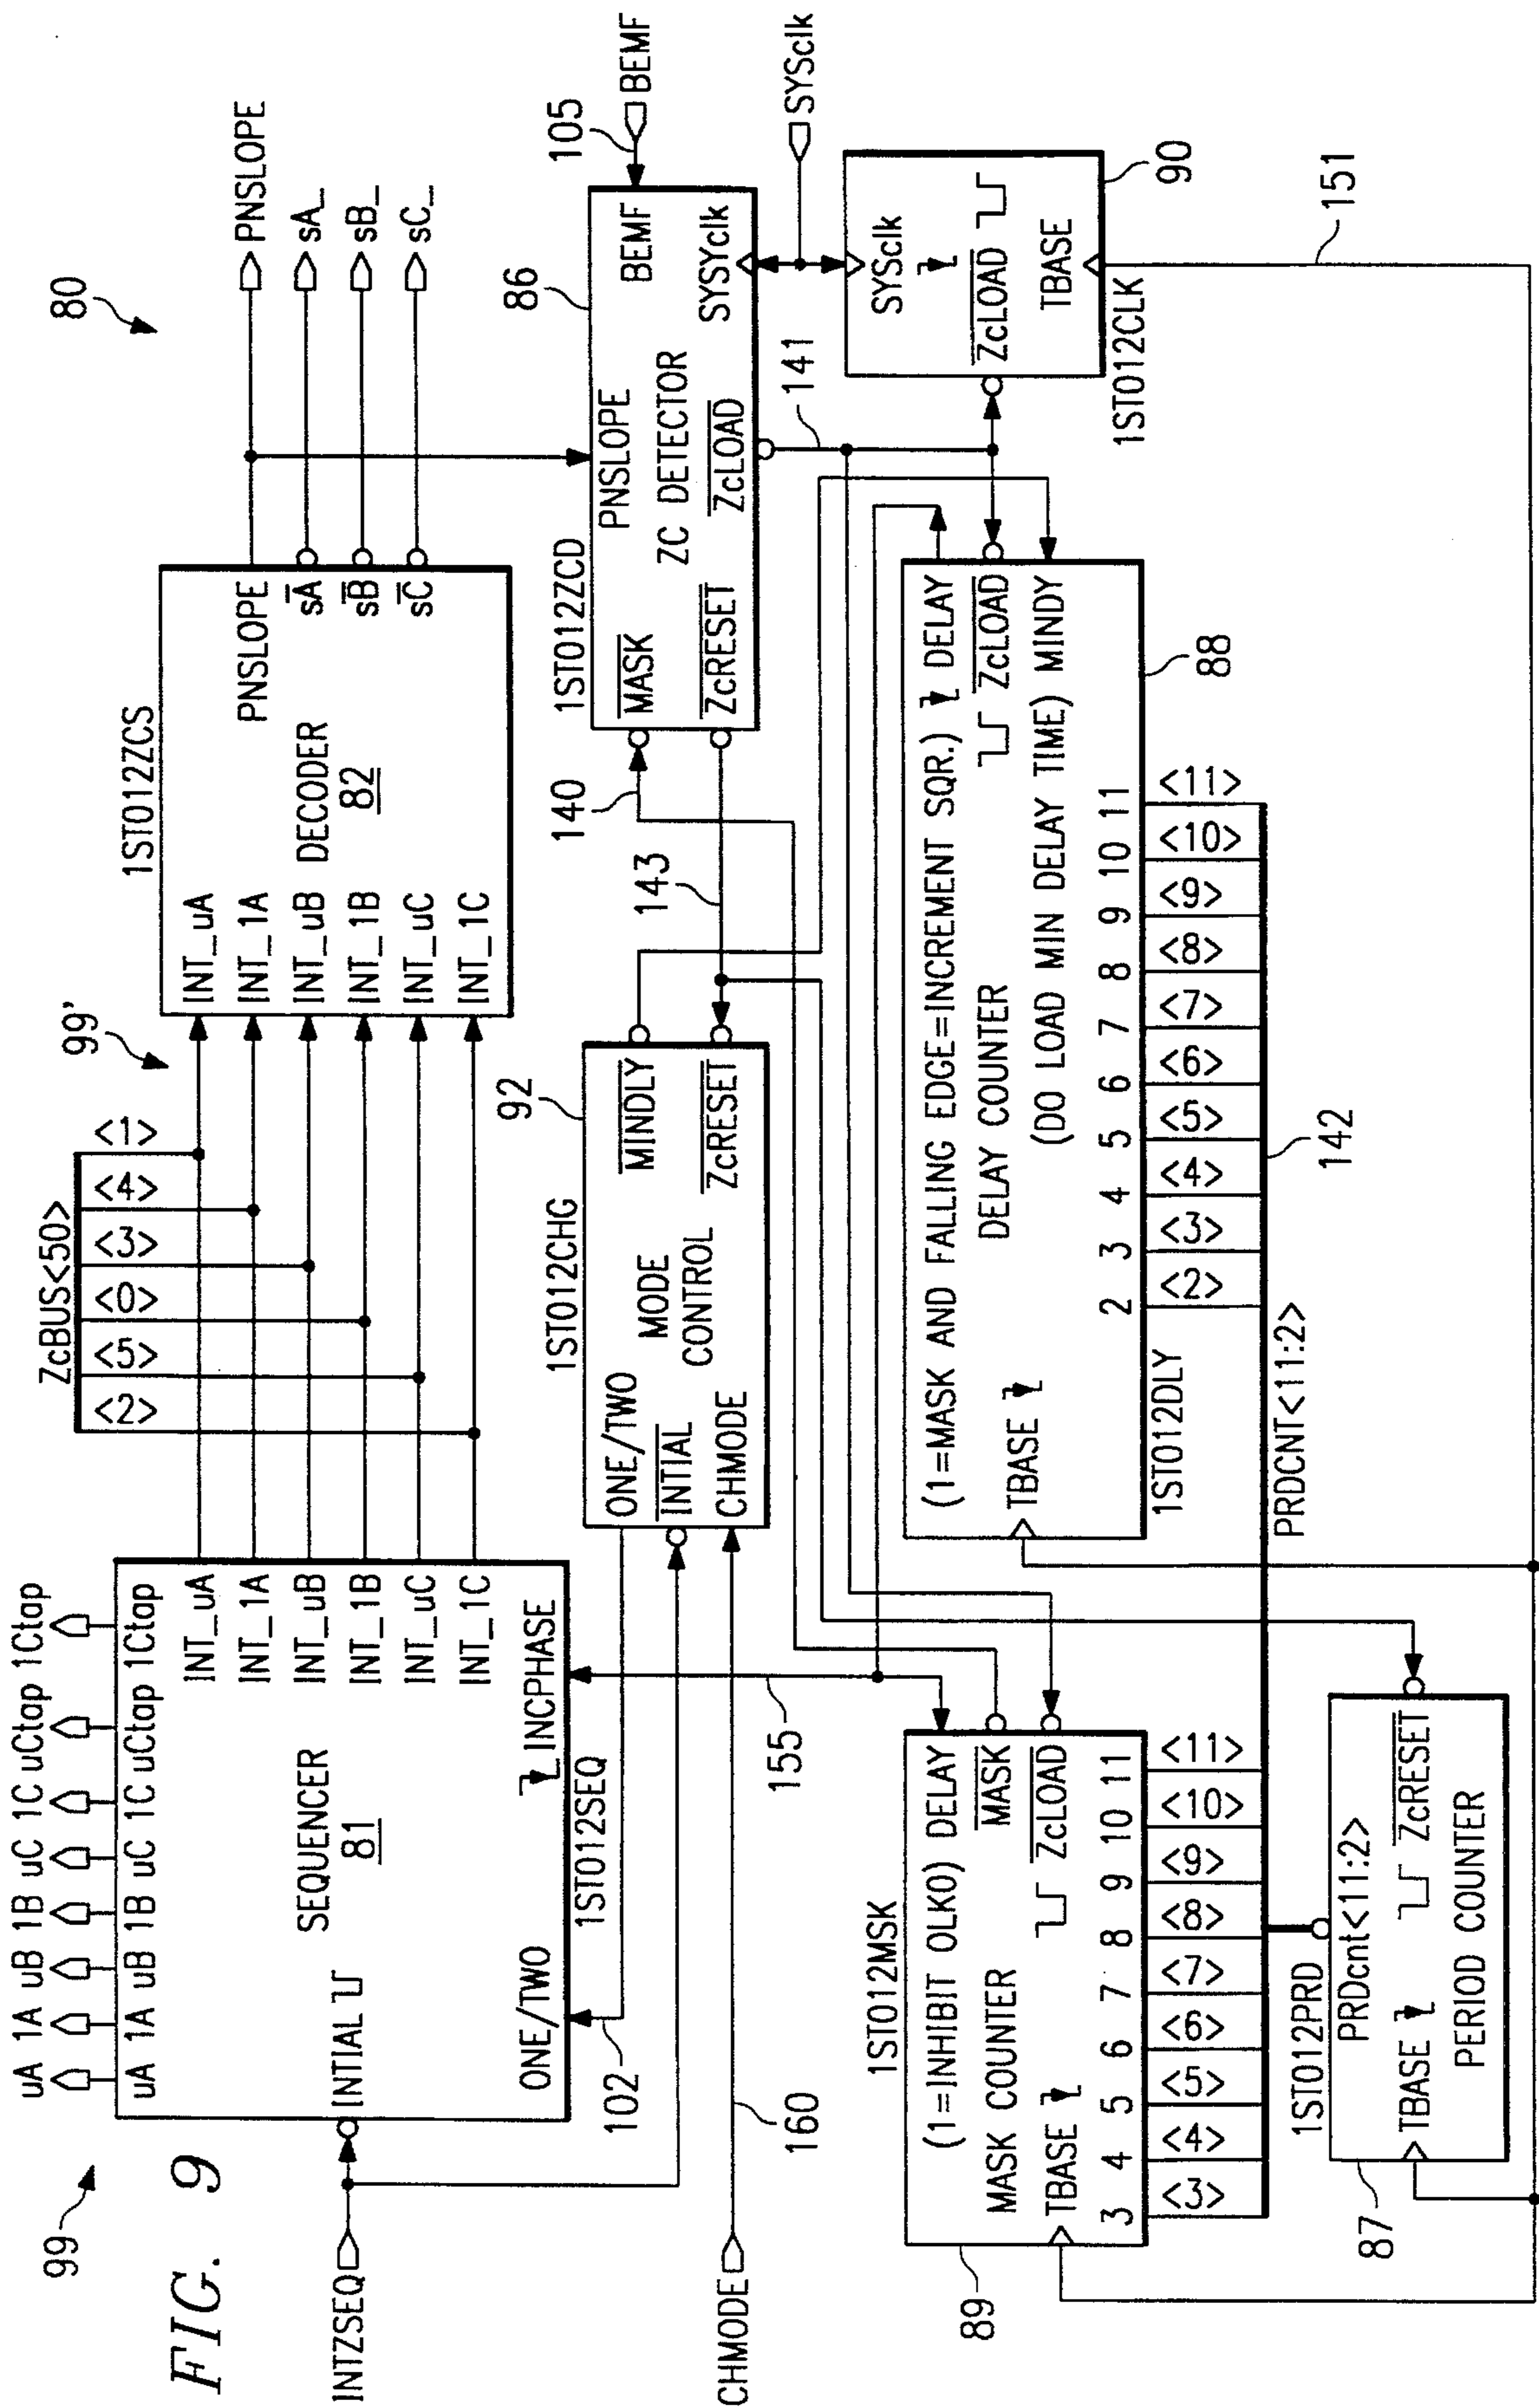 FIG. 9
80
99
99'
uA 1A uB 1B uC 1C uCtap 1Ctap
uA 1A uB 1B uC 1C uCtap 1Ctap
INTZSEQ
INTIAL
SEQUENCER
81
ONE/TWO
INCPHASE
1ST012SEQ
INT_uA
INT_1A
INT_uB
INT_1B
INT_uC
INT_1C
ZcBUS<50>
<1>
<4>
<3>
<0>
<5>
<2>
1ST012ZCS
INT_uA
INT_1A
INT_uB
INT_1B
INT_uC
INT_1C
DECODER
82
PNSLOPE
sA
sB
sC
PNSLOPE
sA_
sB_
sC_
102
CHMODE
160
155
1ST012CHG
92
ONE/TWO
INTIAL
CHMODE
MODE
CONTROL
MINDLY
ZcRESET
140
143
1ST012ZCD
86
MASK
PNSLOPE
BEMF
ZC DETECTOR
ZcRESET
ZcLOAD
SYSYclk
105
BEMF
SYSclk
141
SYSclk
ZcLOAD
TBASE
90
1ST012CLK
151
1ST012MSK
89
(1=INHIBIT OLKO) DELAY
MASK COUNTER
MASK
TBASE
ZcLOAD
3 4 5 6 7 8 9 10 11
<3> <4> <5> <6> <7> <8> <9> <10> <11>
(1=MASK AND FALLING EDGE=INCREMENT SQR.) DELAY
DELAY COUNTER
ZcLOAD
TBASE
(DO LOAD MIN DELAY TIME) MINDY
88
2 3 4 5 6 7 8 9 10 11
1ST012DLY
<2> <3> <4> <5> <6> <7> <8> <9> <10> <11>
PRDCNT<11:2>
142
1ST012PRD
PRDcnt<11:2>
TBASE
ZcRESET
PERIOD COUNTER
87